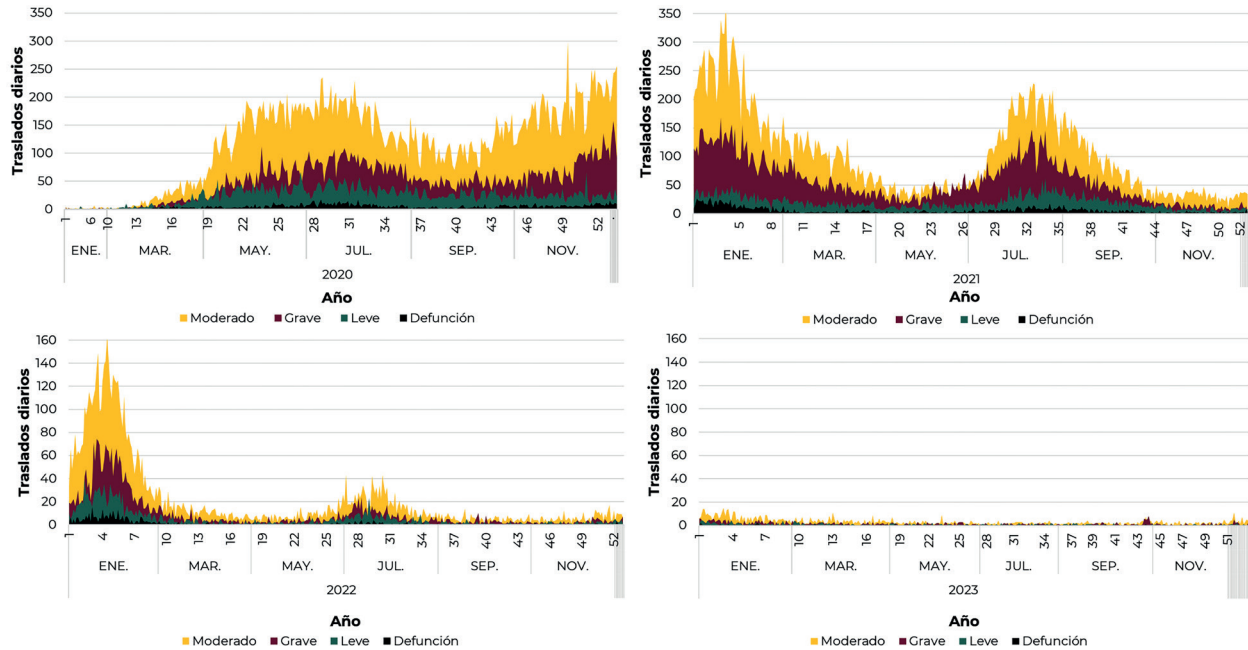 350
300
250
200
150
100
50
0
Traslados diarios
1 6 10 13 16 19 22 25 28 31 34 37 40 46 49 52
ENE. MAR. MAY. JUL. SEP. NOV.
2020
Año
Moderado Grave Leve Defunción
350
300
250
200
150
100
50
0
Traslados diarios
1 5 8 11 14 17 20 22 26 29 32 35 38 41 44 47 50 52
ENE. MAR. MAY. JUL. SEP. NOV.
2021
Año
Moderado Grave Leve Defunción
160
140
120
100
80
60
40
20
0
Traslados diarios
1 4 7 10 13 16 19 22 25 28 31 34 37 40 43 46 49 52
ENE. MAR. MAY. JUL. SEP. NOV.
2022
Año
Moderado Grave Leve Defunción
160
140
120
100
80
60
40
20
0
Traslados diarios
1 4 7 10 13 16 19 22 25 28 31 34 37 39 41 43 45 47 49 51
ENE. MAR. MAY. JUL. SEP. NOV.
2023
Año
Moderado Grave Leve Defunción